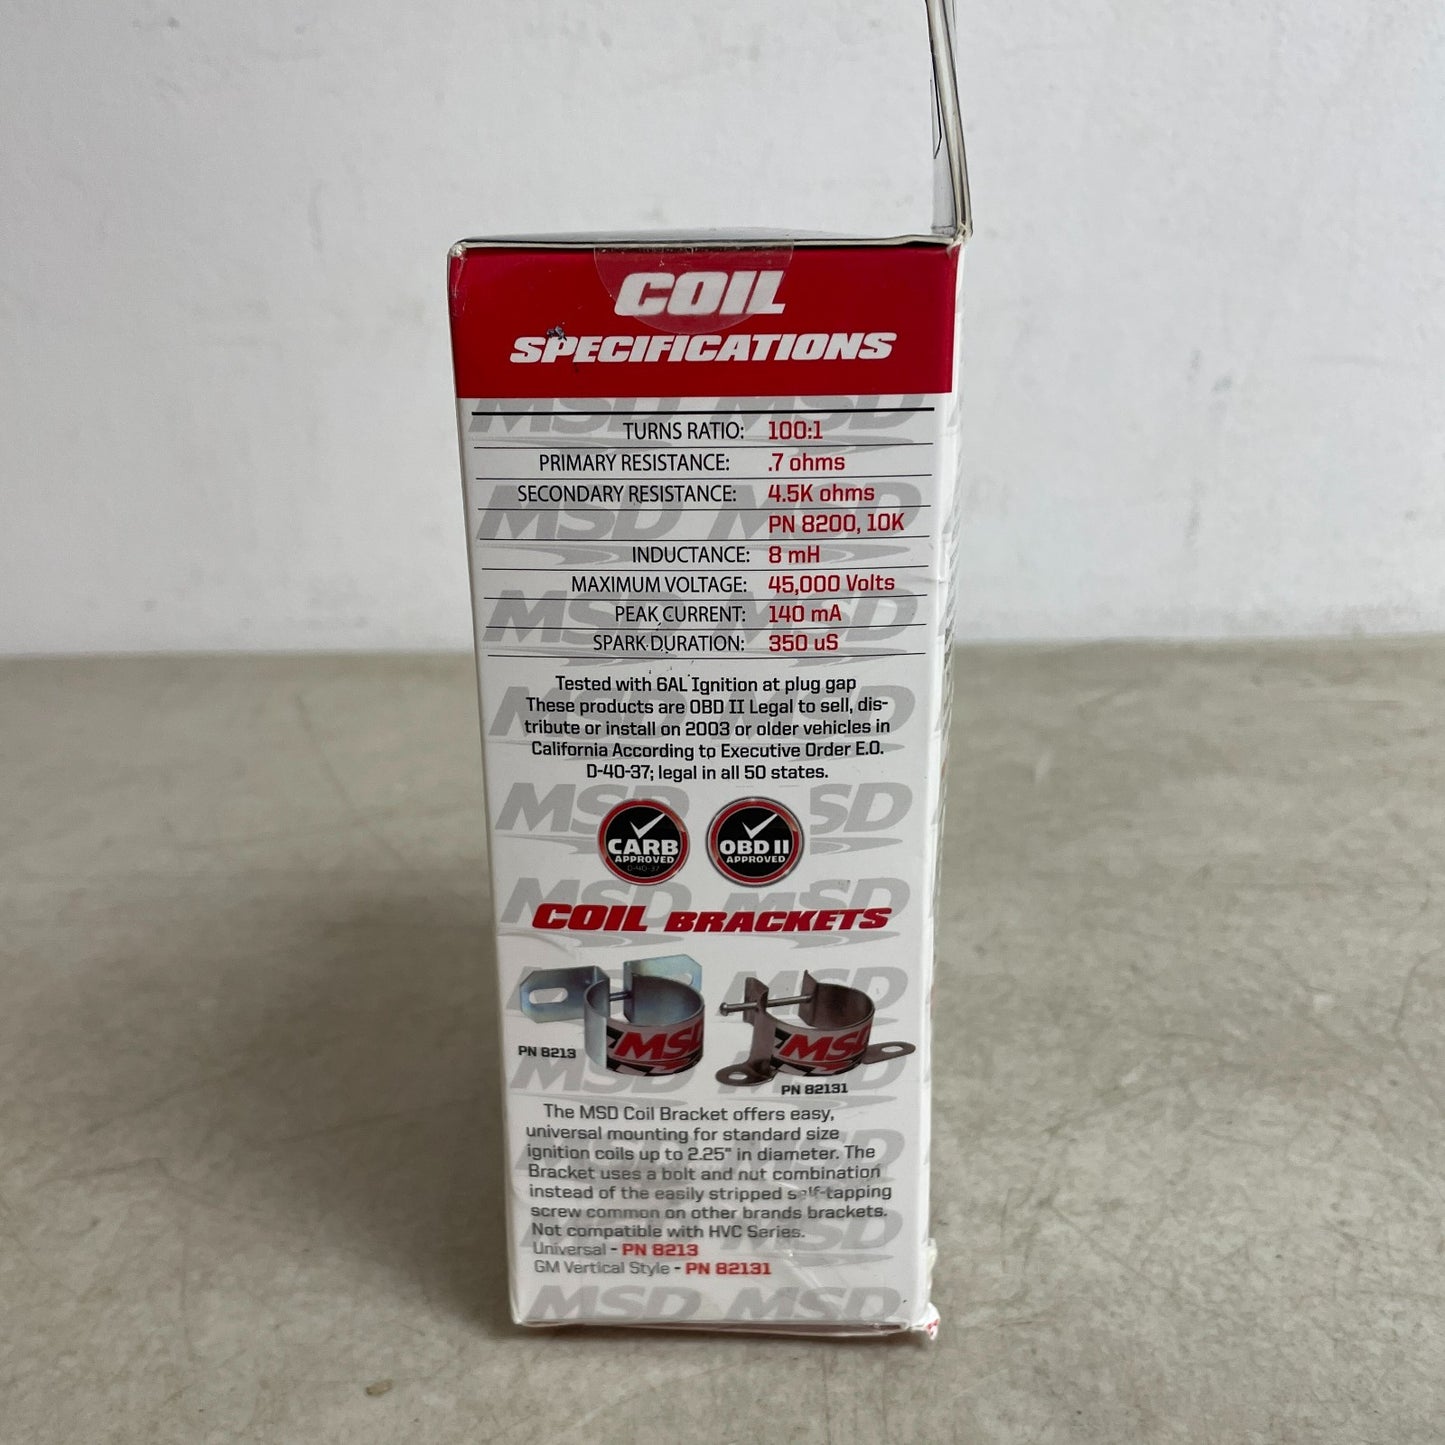 COIL
SPECIFICATIONS
TURNS RATIO: 100:1
PRIMARY RESISTANCE: .7 ohms
SECONDARY RESISTANCE: 4.5K ohms
PN 8200, 10K
INDUCTANCE: 8 mH
MAXIMUM VOLTAGE: 45,000 Volts
PEAK CURRENT: 140 mA
SPARK DURATION: 350 uS
Tested with 6AL Ignition at plug gap
These products are OBD II Legal to sell, dis-
tribute or install on 2003 or older vehicles in
California According to Executive Order E.O.
D-40-37; legal in all 50 states.
CARB OBD II
APPROVED APPROVED
D-40-37
COIL BRACKETS
MSD MSD
PN 8213
PN 82131
The MSD Coil Bracket offers easy,
universal mounting for standard size
ignition coils up to 2.25" in diameter. The
Bracket uses a bolt and nut combination
instead of the easily stripped self-tapping
screw common on other brands brackets.
Not compatible with HVC Series.
Universal - PN 8213
GM Vertical Style - PN 82131
MSD MSD